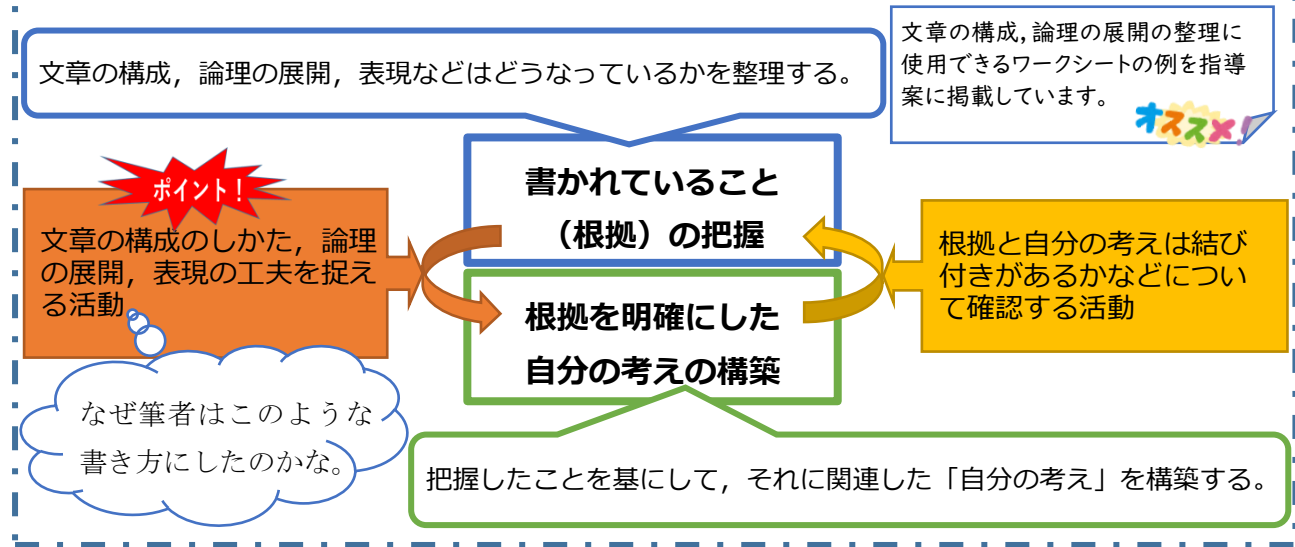 文章の構成，論理の展開，表現などはどうなっているかを整理する。
文章の構成，論理の展開の整理に
使用できるワークシートの例を指導
案に掲載しています。
オススメ！
書かれていること
（根拠）の把握
ポイント！
文章の構成のしかた，論理
の展開，表現の工夫を捉え
る活動
根拠と自分の考えは結び
付きがあるかなどについ
て確認する活動
根拠を明確にした
自分の考えの構築
なぜ筆者はこのような
書き方にしたのかな。
把握したことを基にして，それに関連した「自分の考え」を構築する。